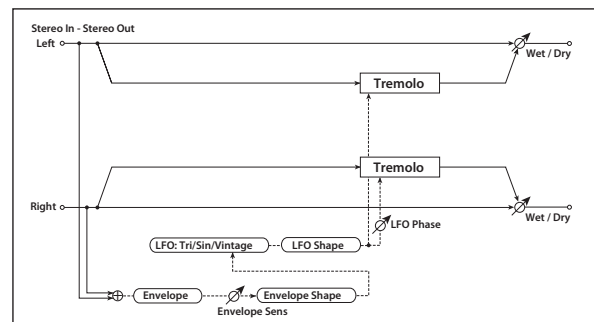 Stereo In - Stereo Out
Left
Wet / Dry
Tremolo
Tremolo
Right
Wet / Dry
LFO Phase
LFO: Tri/Sin/Vintage
LFO Shape
Envelope
Envelope Sens
Envelope Shape